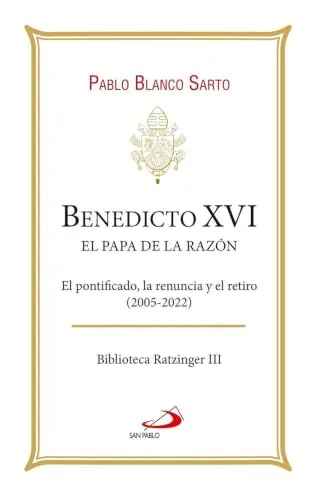 PABLO BLANCO SARTO
BENEDICTO XVI
EL PAPA DE LA RAZÓN
El pontificado, la renuncia y el retiro
(2005-2022)
Biblioteca Ratzinger III
SAN PABLO